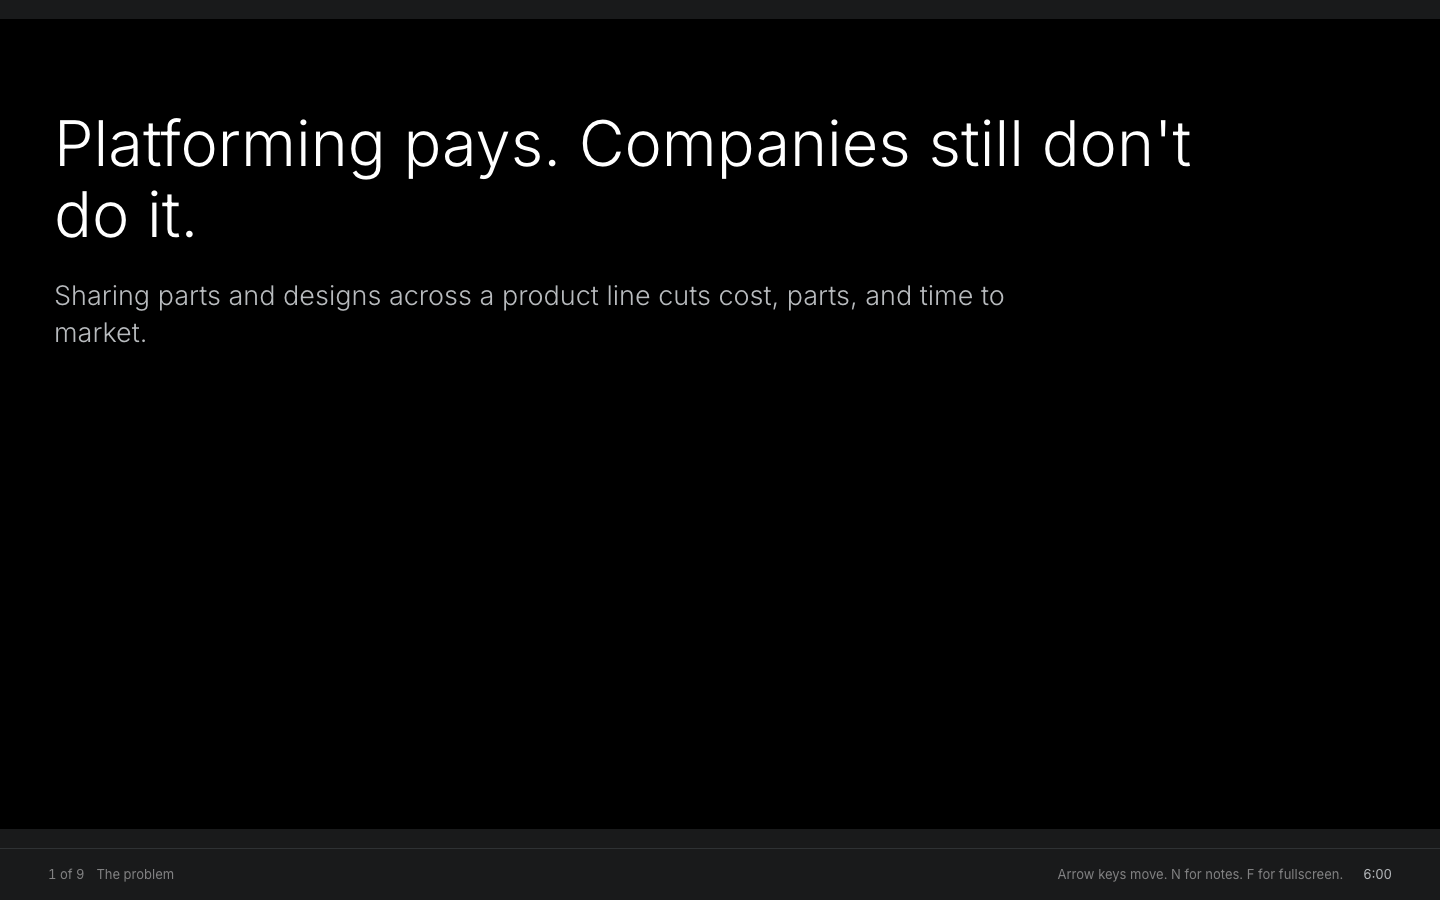 Platforming pays. Companies still don't
do it.
Sharing parts and designs across a product line cuts cost, parts, and time to
market.
1 of 9 The problem
Arrow keys move. N for notes. F for fullscreen. 6:00